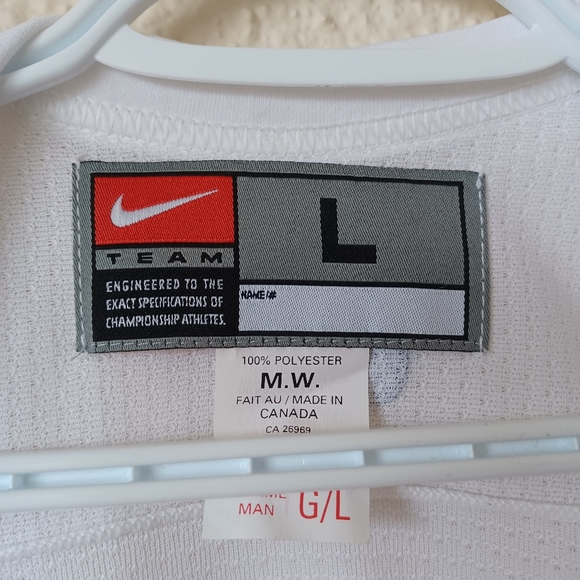 L
TEAM
ENGINEERED TO THE
EXACT SPECIFICATIONS OF
CHAMPIONSHIP ATHLETES.
NAME/#
100% POLYESTER
M.W.
FAIT AU / MADE IN
CANADA
CA 26969
MAN G/L